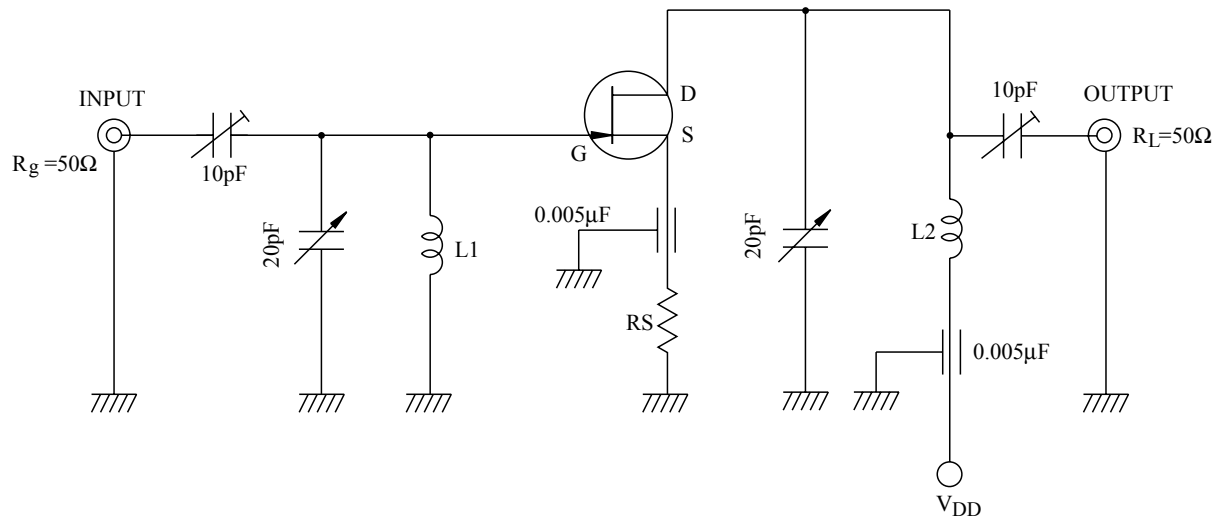 INPUT
Rg =50Ω
10pF
20pF
L1
G
D
S
0.005µF
RS
20pF
L2
10pF
OUTPUT
RL=50Ω
0.005µF
VDD